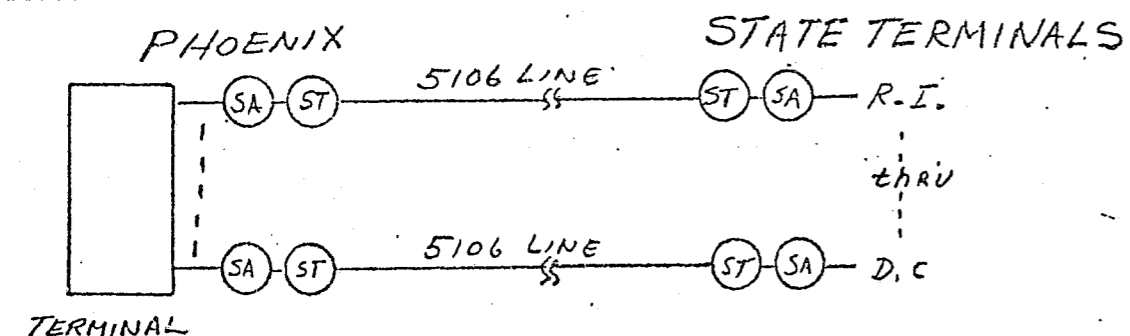 PHOENIX
STATE TERMINALS
SA ST 5106 LINE ST SA R.I.
thRU
SA ST 5106 LINE ST SA D.C
TERMINAL